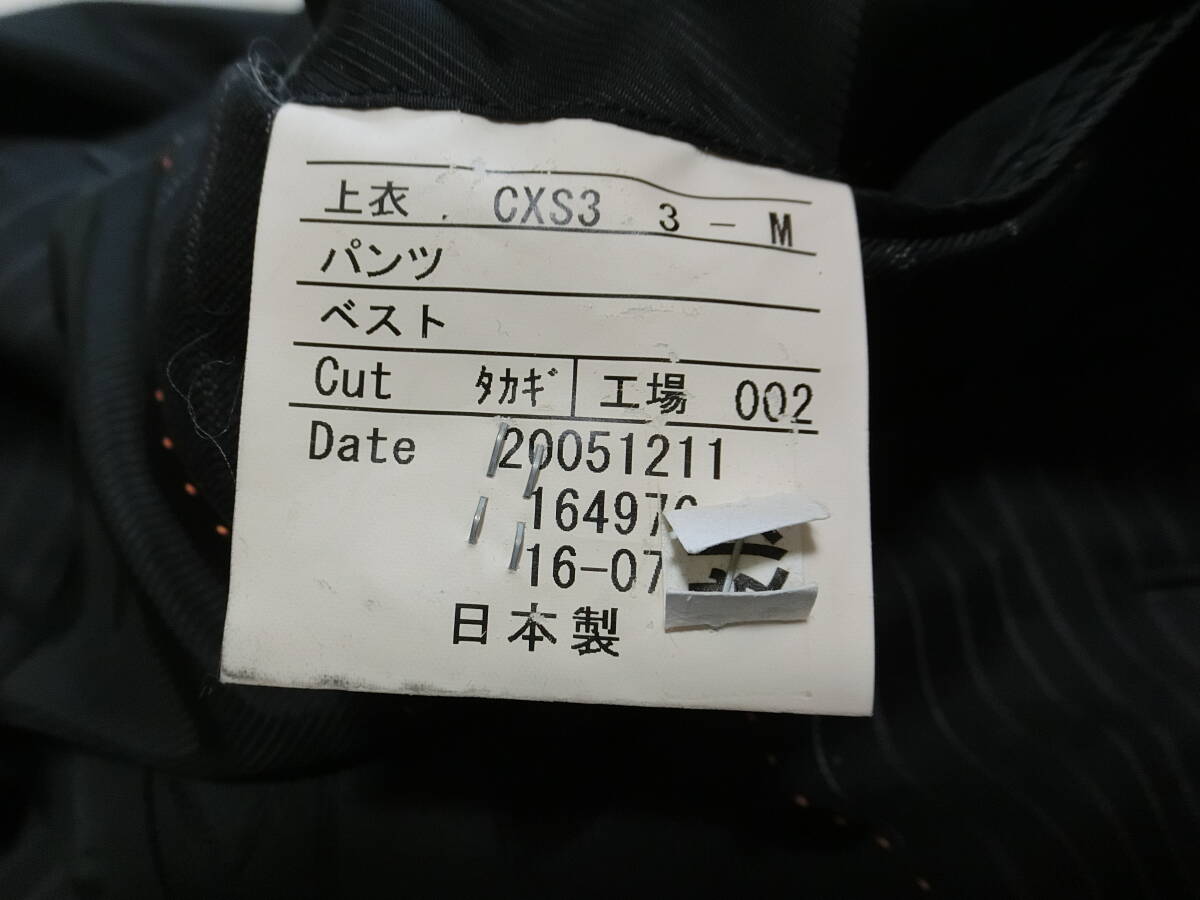 上衣 CXS3 3 - M
パンツ
ベスト
Cut ﾀｶｷﾞ 工場 002
Date 20051211
16497
16-07
日本製